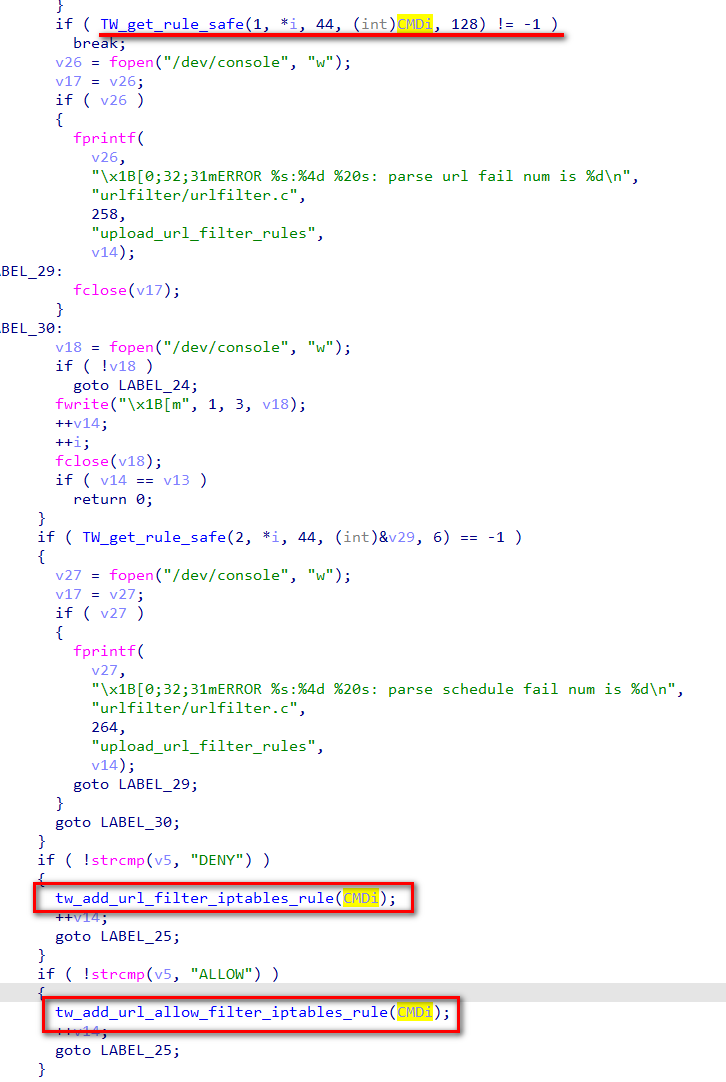 }
if ( TW_get_rule_safe(1, *i, 44, (int)CMDi, 128) != -1 )
break;
v26 = fopen("/dev/console", "w");
v17 = v26;
if ( v26 )
{
fprintf(
v26,
"\x1B[0;32;31mERROR %s:%4d %20s: parse url fail num is %d\n",
"urlfilter/urlfilter.c",
258,
"upload_url_filter_rules",
v14);
ABEL_29:
fclose(v17);
}
ABEL_30:
v18 = fopen("/dev/console", "w");
if ( !v18 )
goto LABEL_24;
fwrite("\x1B[m", 1, 3, v18);
++v14;
++i;
fclose(v18);
if ( v14 == v13 )
return 0;
}
if ( TW_get_rule_safe(2, *i, 44, (int)&v29, 6) == -1 )
{
v27 = fopen("/dev/console", "w");
v17 = v27;
if ( v27 )
{
fprintf(
v27,
"\x1B[0;32;31mERROR %s:%4d %20s: parse schedule fail num is %d\n",
"urlfilter/urlfilter.c",
264,
"upload_url_filter_rules",
v14);
goto LABEL_29;
}
goto LABEL_30;
}
if ( !strcmp(v5, "DENY") )
{
tw_add_url_filter_iptables_rule(CMDi);
++v14;
goto LABEL_25;
}
if ( !strcmp(v5, "ALLOW") )
{
tw_add_url_allow_filter_iptables_rule(CMDi);
++v14;
goto LABEL_25;
}